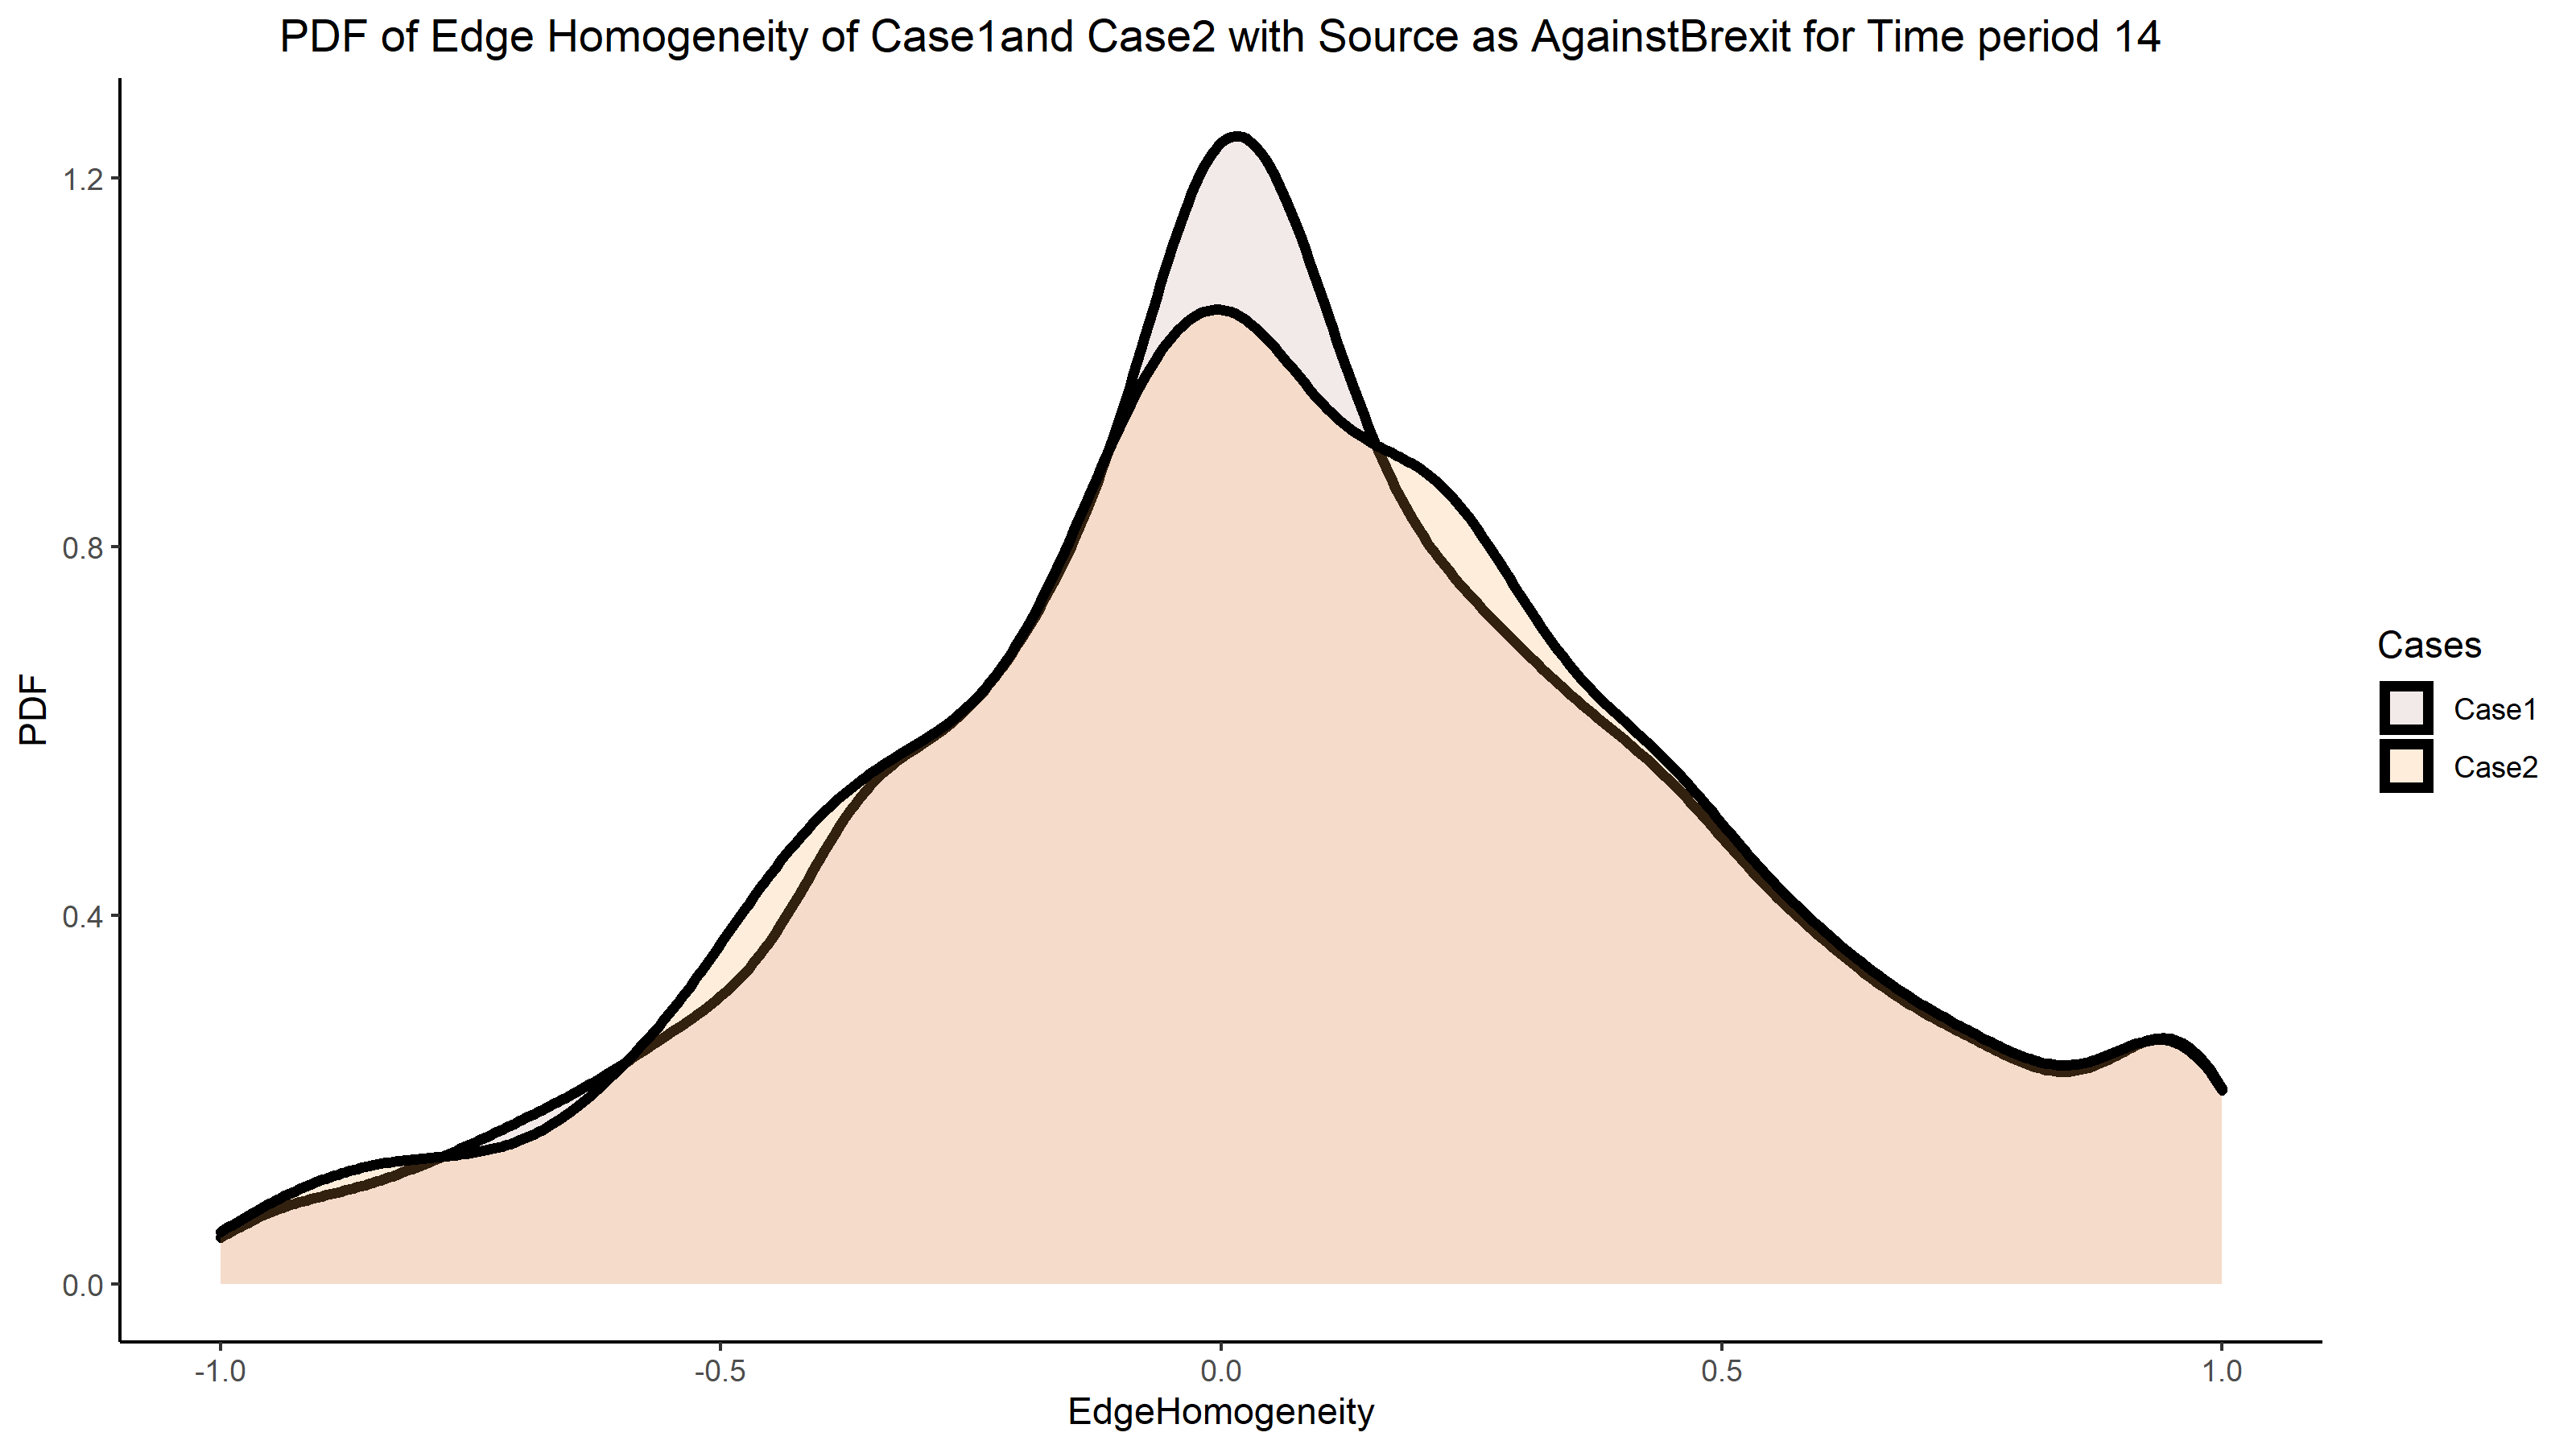 PDF of Edge Homogeneity of Case1and Case2 with Source as AgainstBrexit for Time period 14
1.2
0.8
0.4
0.0
PDF
-1.0 -0.5 0.0 0.5 1.0
EdgeHomogeneity
Cases
Case1
Case2